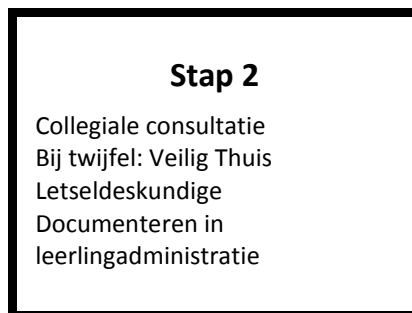 Stap 2
Collegiale consultatie
Bij twijfel: Veilig Thuis
Letseldeskundige
Documenteren in
leerlingadministratie